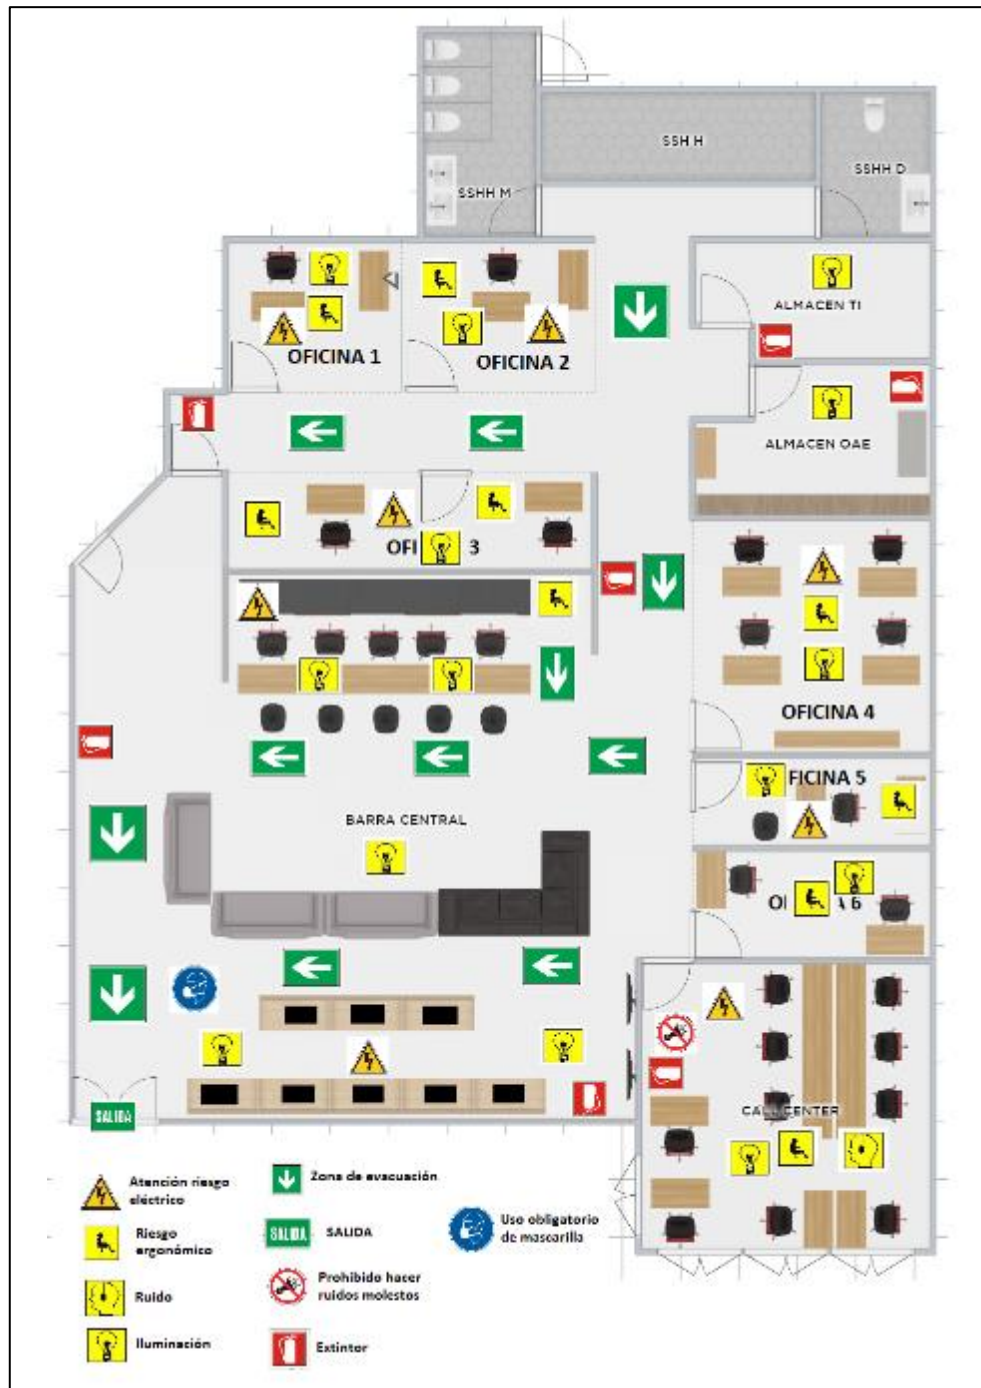 SSH H
SSHH M
SSHH D
ALMACEN TI
OFICINA 1
OFICINA 2
ALMACEN OAE
OFI 3
OFICINA 4
FICINA 5
BARRA CENTRAL
O A 6
CALL CENTER
SALIDA
Atención riesgo
eléctrico
Zona de evacuación
Riesgo
ergonómico
SALIDA
SALIDA
Uso obligatorio
de mascarilla
Ruido
Prohibido hacer
ruidos molestos
Iluminación
Extintor